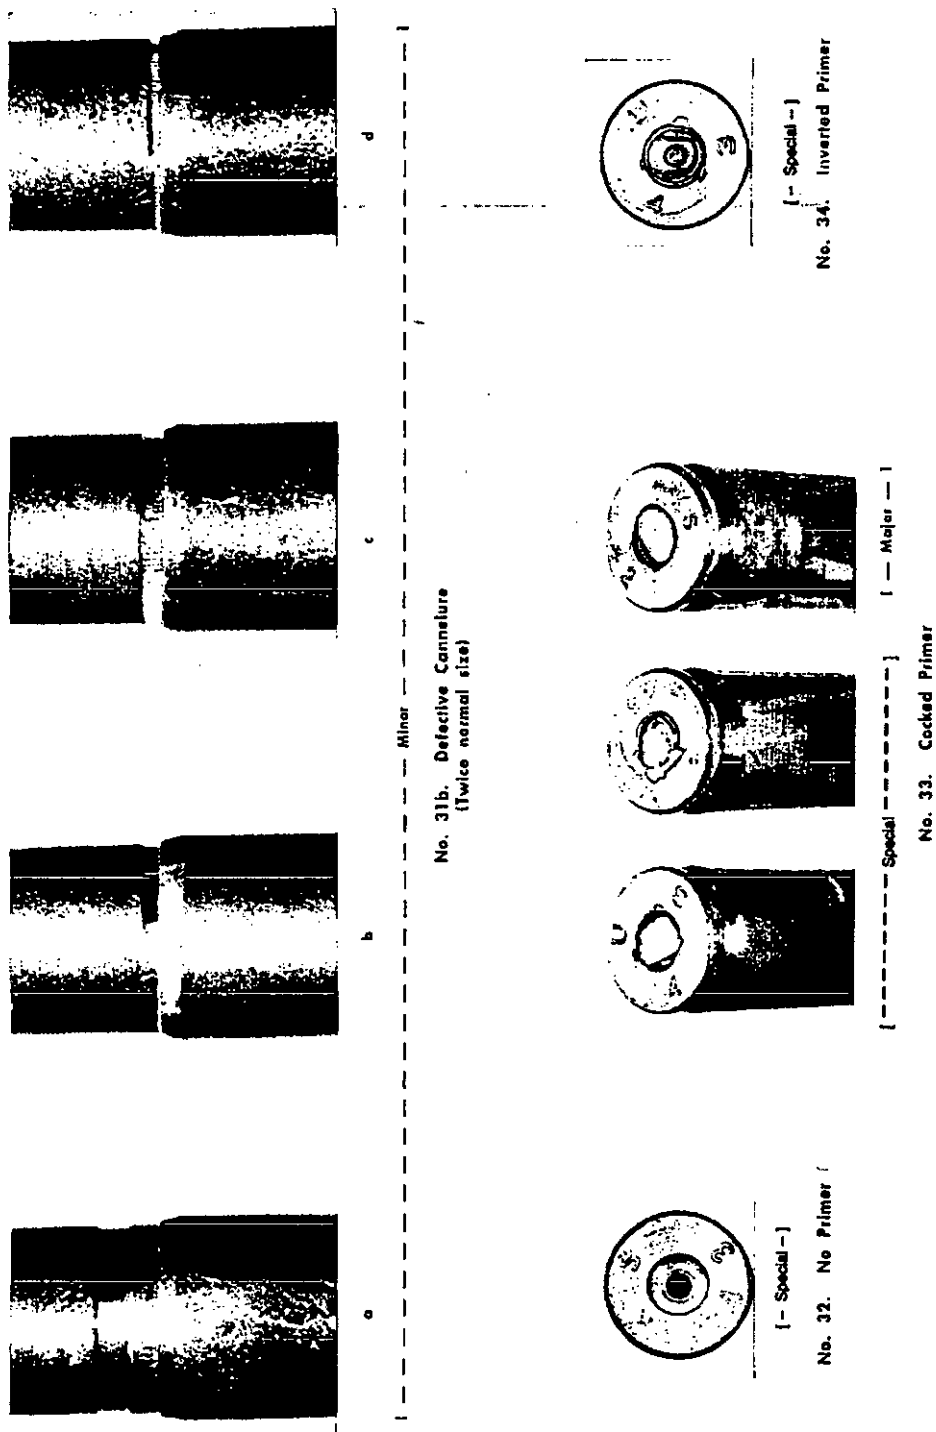 a b c d
[ — Minor — ]
No. 31b. Defective Cannelure
(Twice normal size)
[ – Special – ] [ — Special — ] [ — Major — ] [ – Special – ]
No. 32. No Primer
No. 33. Cocked Primer
No. 34. Inverted Primer